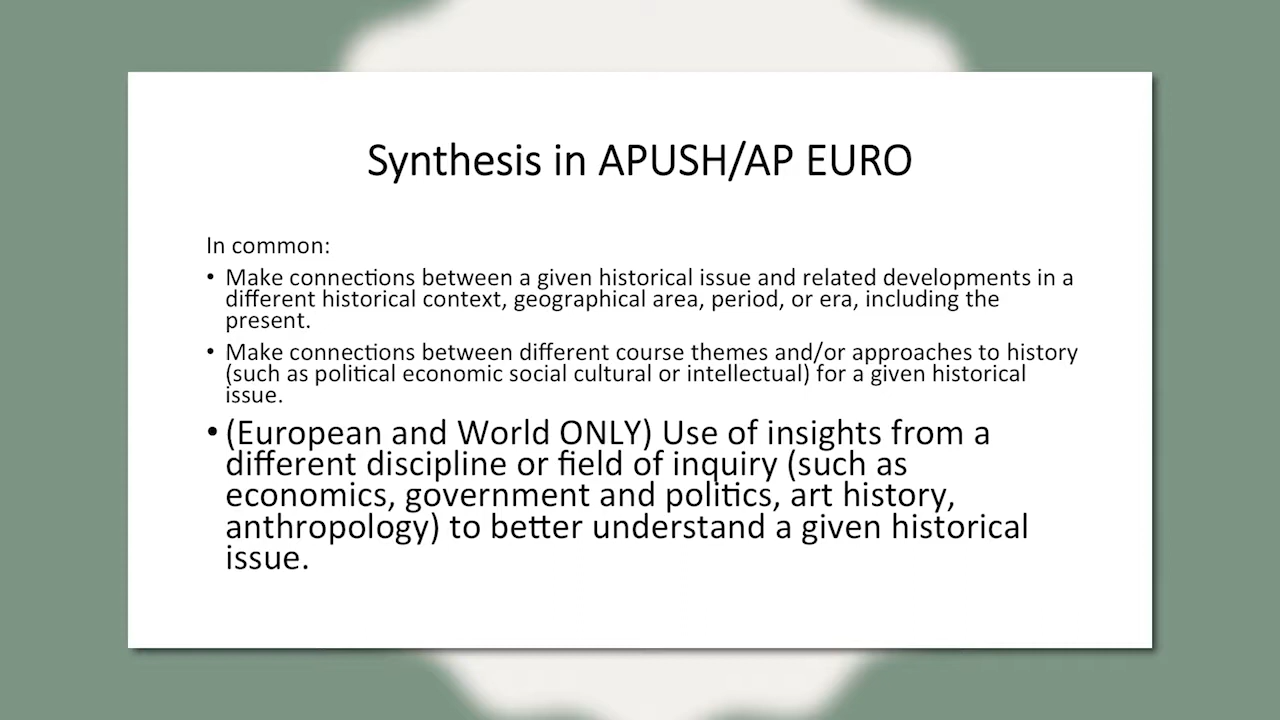 Synthesis in APUSH/AP EURO
In common:
• Make connections between a given historical issue and related developments in a
different historical context, geographical area, period, or era, including the
present.
• Make connections between different course themes and/or approaches to history
(such as political economic social cultural or intellectual) for a given historical
issue.
• (European and World ONLY) Use of insights from a
different discipline or field of inquiry (such as
economics, government and politics, art history,
anthropology) to better understand a given historical
issue.